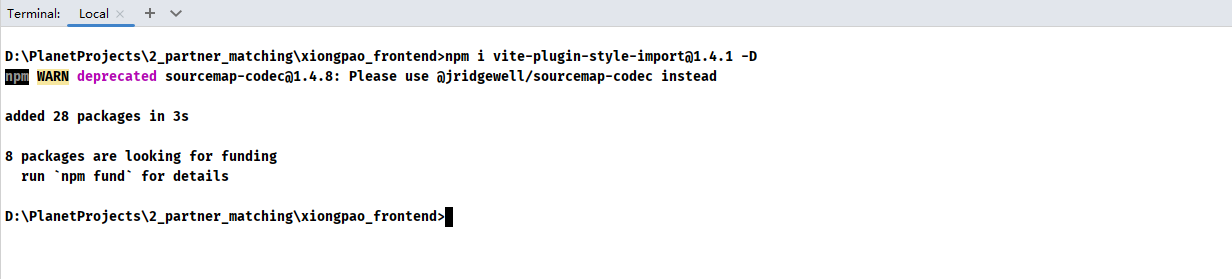 Terminal: Local × +
D:\PlanetProjects\2_partner_matching\xiongpao_frontend>npm i vite-plugin-style-import@1.4.1 -D
npm WARN deprecated sourcemap-codec@1.4.8: Please use @jridgewell/sourcemap-codec instead
added 28 packages in 3s
8 packages are looking for funding
  run `npm fund` for details
D:\PlanetProjects\2_partner_matching\xiongpao_frontend>